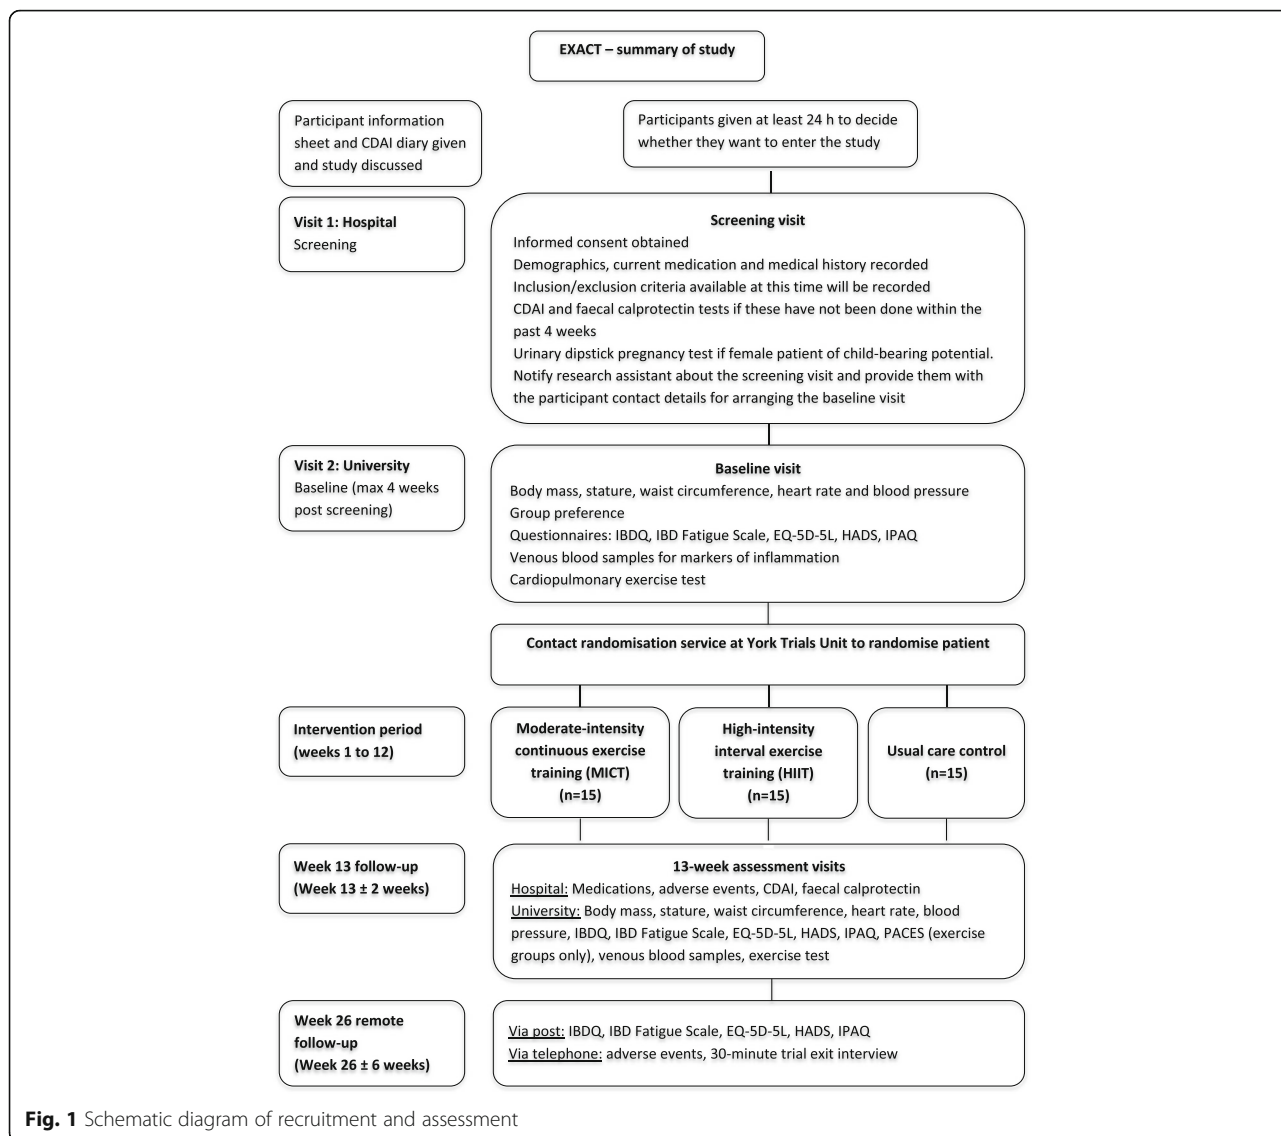 EXACT – summary of study
Participant information
sheet and CDAI diary given
and study discussed
Participants given at least 24 h to decide
whether they want to enter the study
Visit 1: Hospital
Screening
Screening visit
Informed consent obtained
Demographics, current medication and medical history recorded
Inclusion/exclusion criteria available at this time will be recorded
CDAI and faecal calprotectin tests if these have not been done within the
past 4 weeks
Urinary dipstick pregnancy test if female patient of child-bearing potential.
Notify research assistant about the screening visit and provide them with
the participant contact details for arranging the baseline visit
Visit 2: University
Baseline (max 4 weeks
post screening)
Baseline visit
Body mass, stature, waist circumference, heart rate and blood pressure
Group preference
Questionnaires: IBDQ, IBD Fatigue Scale, EQ-5D-5L, HADS, IPAQ
Venous blood samples for markers of inflammation
Cardiopulmonary exercise test
Contact randomisation service at York Trials Unit to randomise patient
Intervention period
(weeks 1 to 12)
Moderate-intensity
continuous exercise
training (MICT)
(n=15)
High-intensity
interval exercise
training (HIIT)
(n=15)
Usual care control
(n=15)
Week 13 follow-up
(Week 13 ± 2 weeks)
13-week assessment visits
Hospital: Medications, adverse events, CDAI, faecal calprotectin
University: Body mass, stature, waist circumference, heart rate, blood
pressure, IBDQ, IBD Fatigue Scale, EQ-5D-5L, HADS, IPAQ, PACES (exercise
groups only), venous blood samples, exercise test
Week 26 remote
follow-up
(Week 26 ± 6 weeks)
Via post: IBDQ, IBD Fatigue Scale, EQ-5D-5L, HADS, IPAQ
Via telephone: adverse events, 30-minute trial exit interview
Fig. 1 Schematic diagram of recruitment and assessment